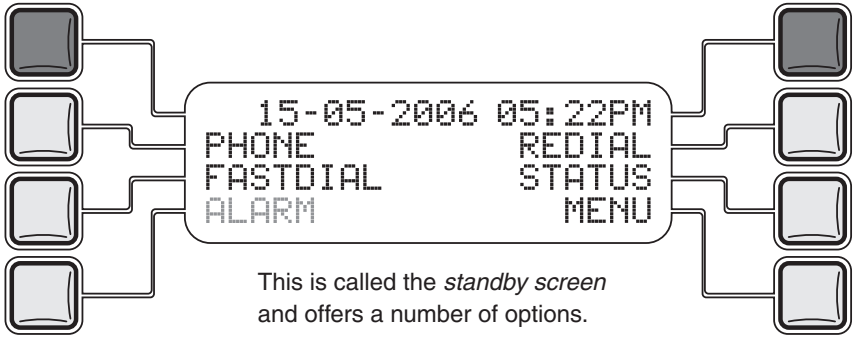 15-05-2006 05:22PM
PHONE REDIAL
FASTDIAL STATUS
ALARM MENU
This is called the standby screen
and offers a number of options.